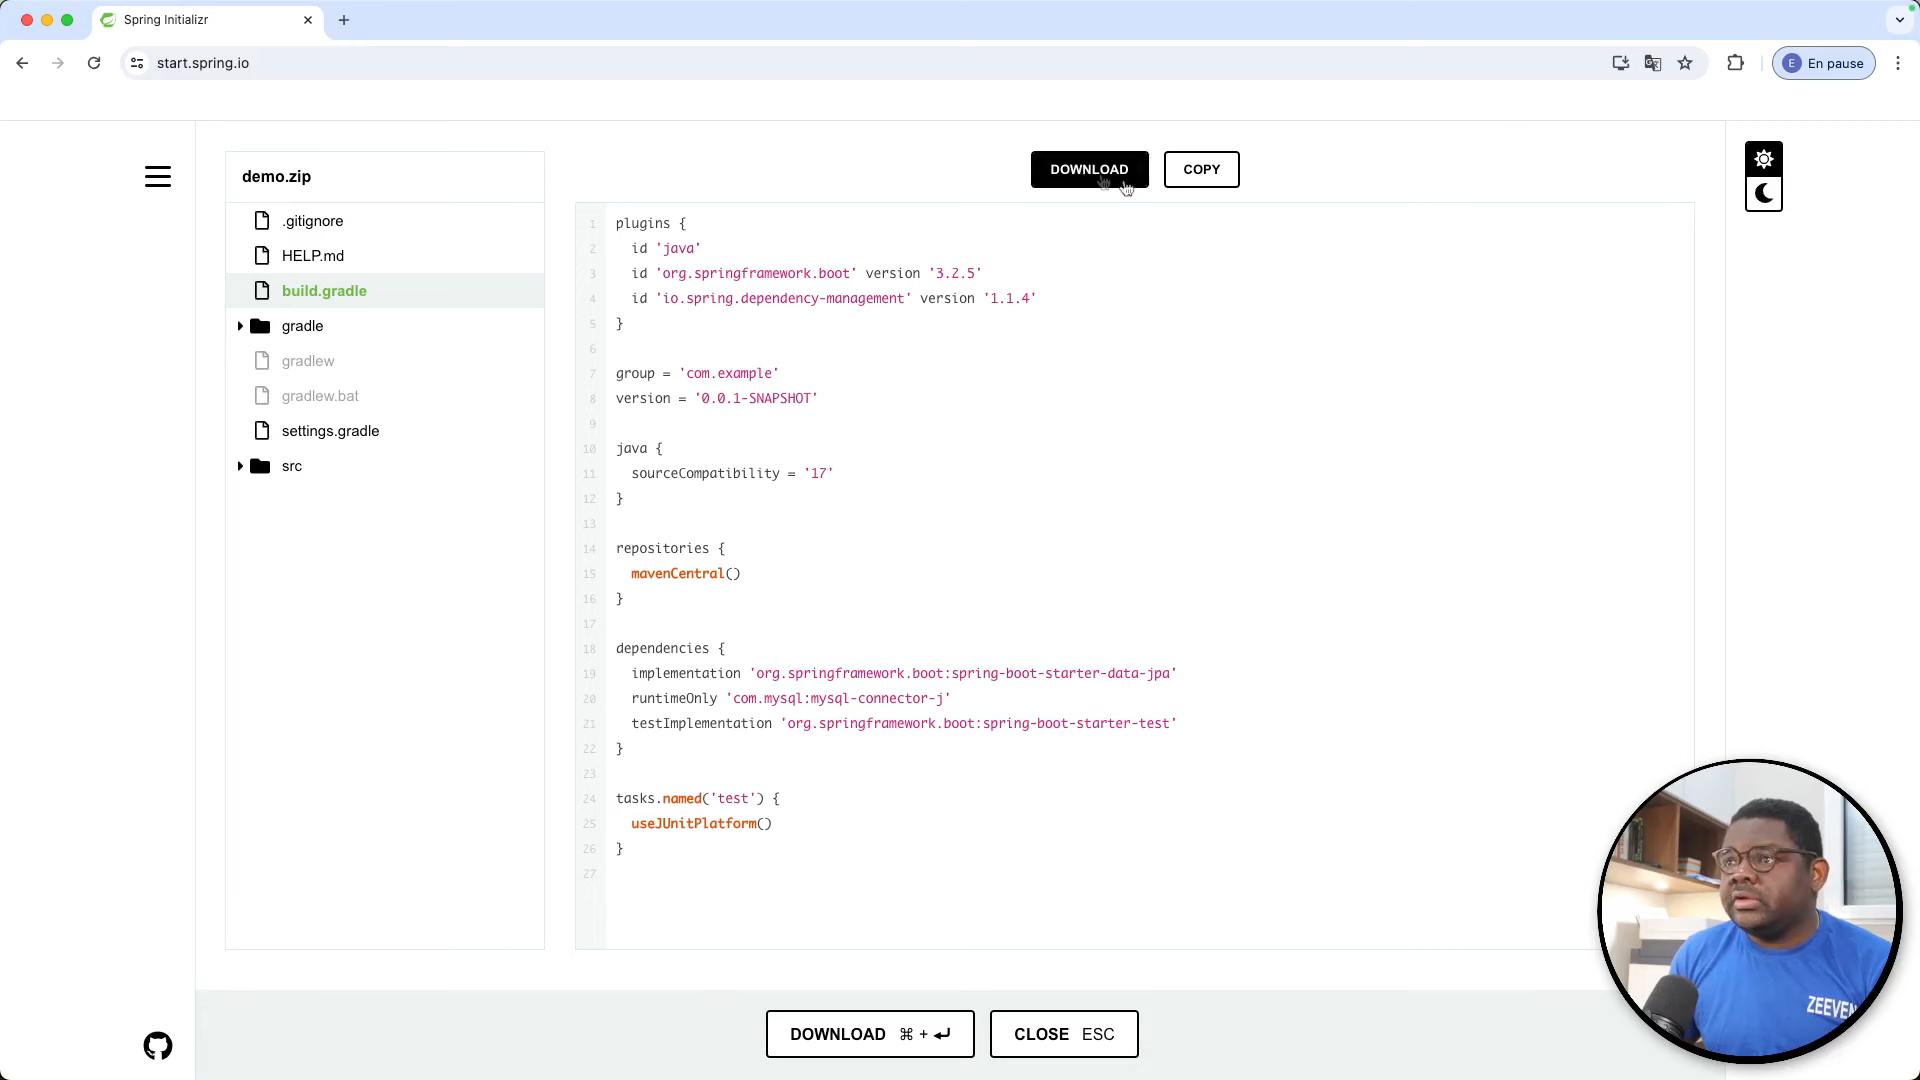 Spring Initializr
start.spring.io
E En pause
demo.zip
.gitignore
HELP.md
build.gradle
gradle
gradlew
gradlew.bat
settings.gradle
src
DOWNLOAD COPY
1 plugins {
2 id 'java'
3 id 'org.springframework.boot' version '3.2.5'
4 id 'io.spring.dependency-management' version '1.1.4'
5 }
6
7 group = 'com.example'
8 version = '0.0.1-SNAPSHOT'
9
10 java {
11 sourceCompatibility = '17'
12 }
13
14 repositories {
15 mavenCentral()
16 }
17
18 dependencies {
19 implementation 'org.springframework.boot:spring-boot-starter-data-jpa'
20 runtimeOnly 'com.mysql:mysql-connector-j'
21 testImplementation 'org.springframework.boot:spring-boot-starter-test'
22 }
23
24 tasks.named('test') {
25 useJUnitPlatform()
26 }
27
DOWNLOAD ⌘ + ↵
CLOSE ESC
ZEEVEN